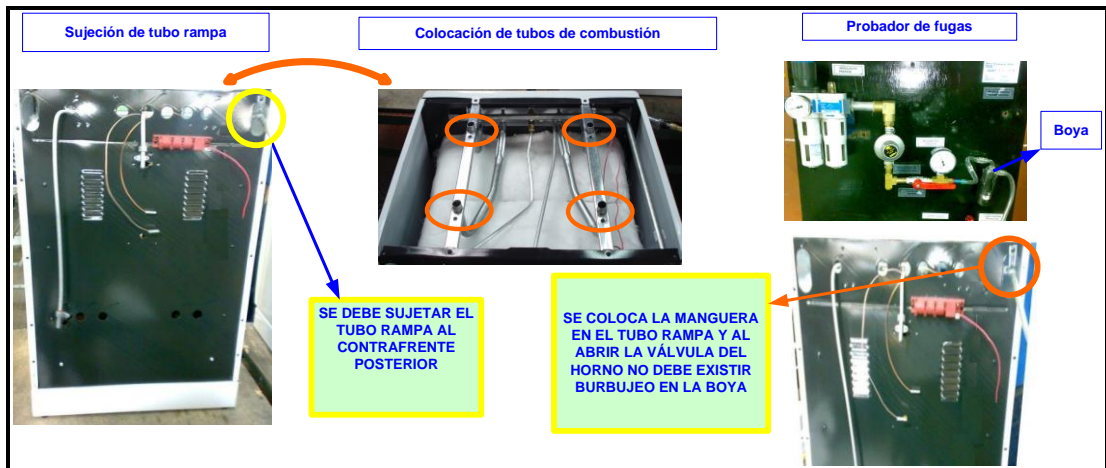 Sujeción de tubo rampa
Colocación de tubos de combustión
Probador de fugas
Boya
SE DEBE SUJETAR EL
TUBO RAMPA AL
CONTRAFRENTE
POSTERIOR
SE COLOCA LA MANGUERA
EN EL TUBO RAMPA Y AL
ABRIR LA VÁLVULA DEL
HORNO NO DEBE EXISTIR
BURBUJEO EN LA BOYA